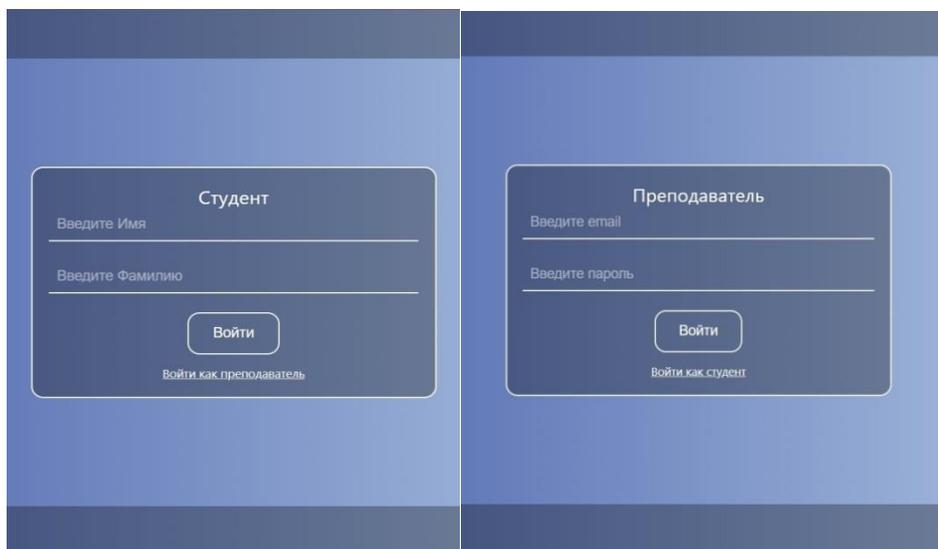 Студент
Введите Имя
Введите Фамилию
Войти
Войти как преподаватель
Преподаватель
Введите email
Введите пароль
Войти
Войти как студент